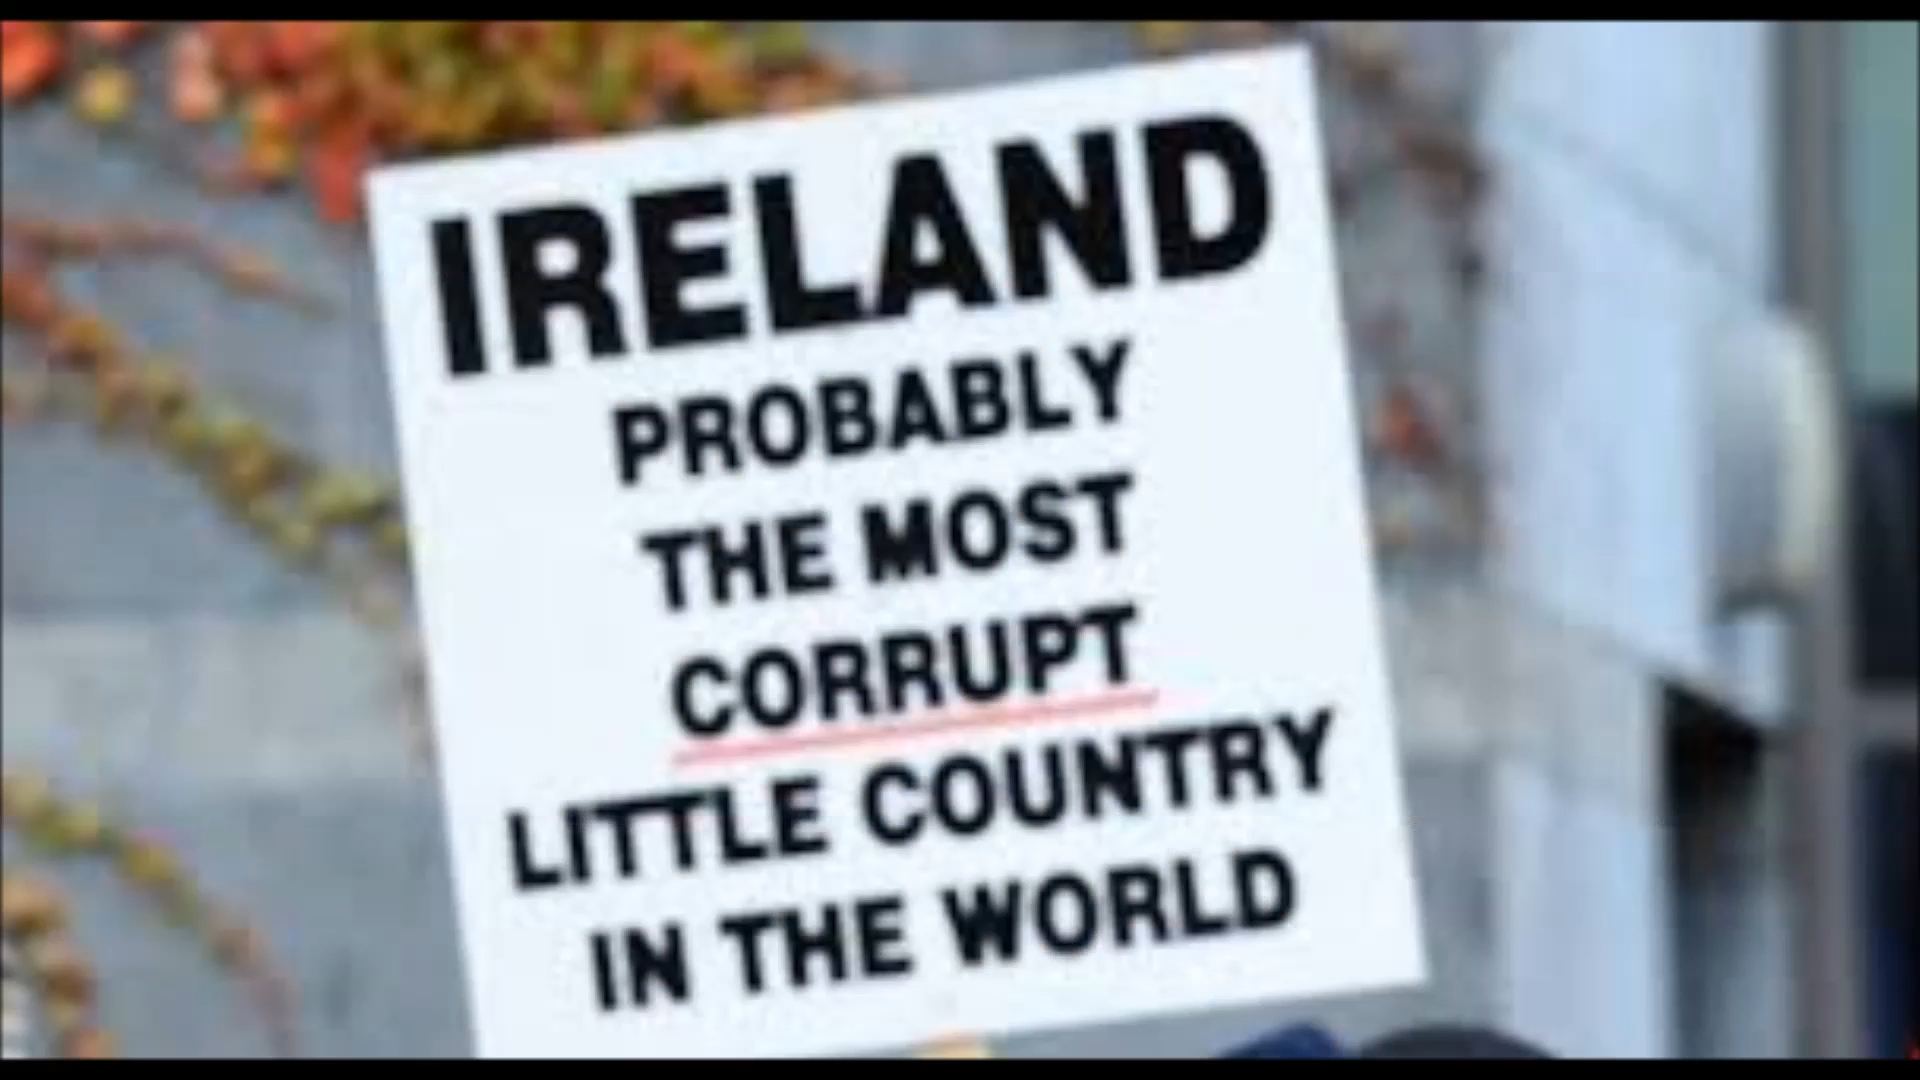 IRELAND
PROBABLY
THE MOST
CORRUPT
LITTLE COUNTRY
IN THE WORLD